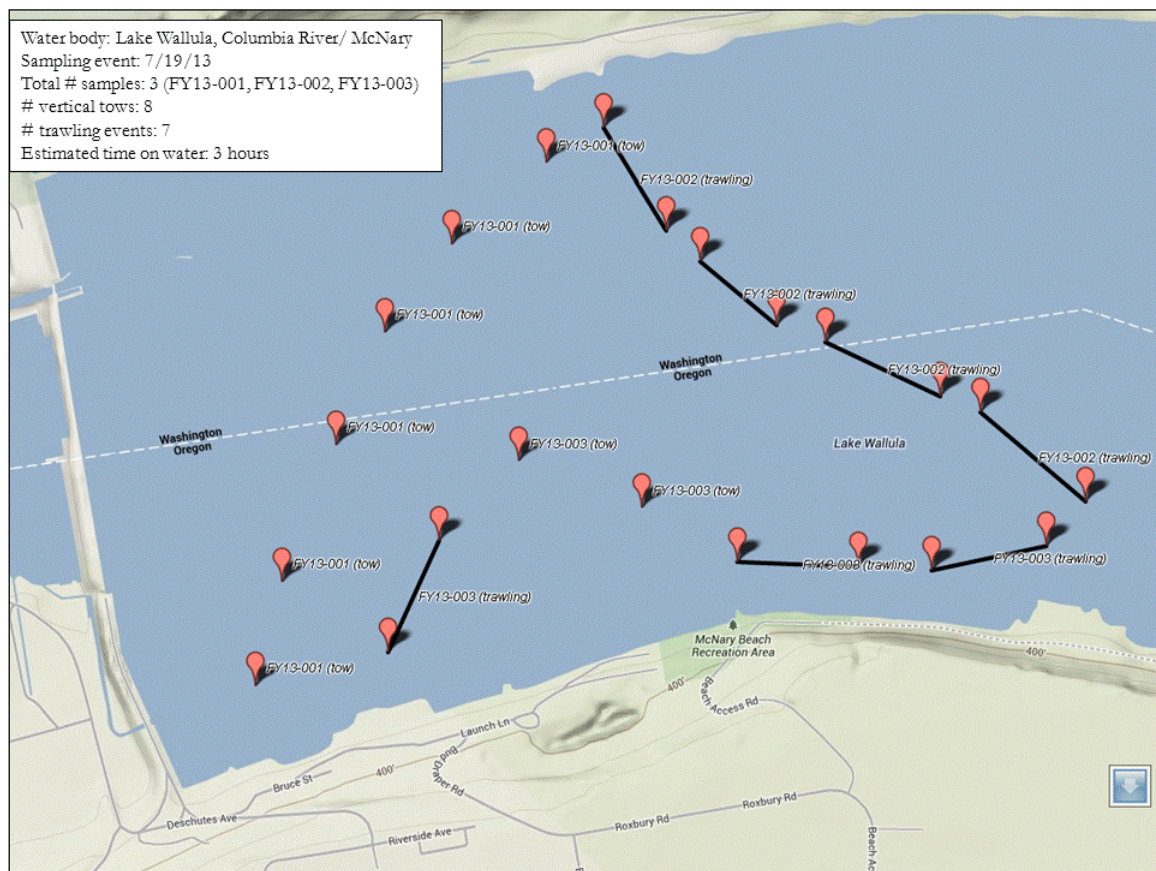 Water body: Lake Wallula, Columbia River/ McNary
Sampling event: 7/19/13
Total # samples: 3 (FY13-001, FY13-002, FY13-003)
# vertical tows: 8
# trawling events: 7
Estimated time on water: 3 hours
FY13-001 (tow)
FY13-002 (trawling)
FY13-001 (tow)
FY13-002 (trawling)
FY13-001 (tow)
Washington
Oregon
FY13-002 (trawling)
FY13-001 (tow)
Washington
Oregon
FY13-003 (tow)
Lake Wallula
FY13-002 (trawling)
FY13-003 (tow)
FY13-001 (tow)
FY13-003 (trawling)
FY13-003 (trawling)
FY13-003 (trawling)
McNary Beach
Recreation Area
400'
FY13-001 (tow)
400'
Beach Access Rd
Launch Ln
Bud Draper Rd
400'
Bruce St
Deschutes Ave
Riverside Ave
Roxbury Rd
Roxbury Rd
Beach Ac